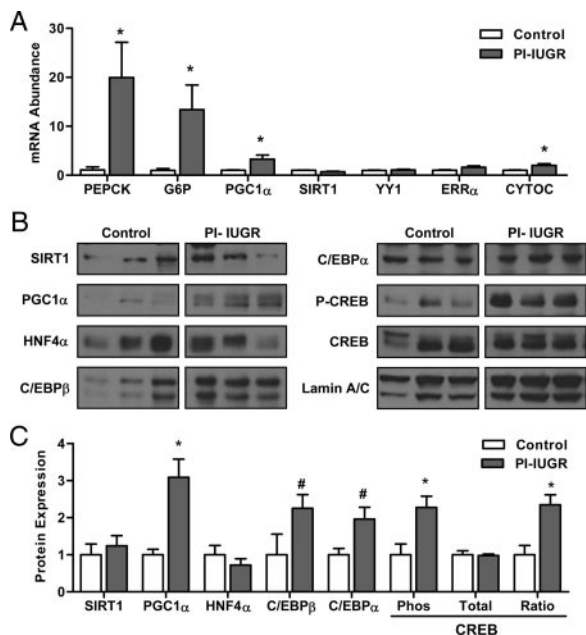 A
Control
PI-IUGR
mRNA Abundance
30
20
10
0
* * * *
PEPCK G6P PGC1α SIRT1 YY1 ERRα CYTOC
B
Control PI- IUGR Control PI- IUGR
SIRT1 C/EBPα
PGC1α P-CREB
HNF4α CREB
C/EBPβ Lamin A/C
C
Control
PI-IUGR
Protein Expression
4
3
2
1
0
* # # * *
SIRT1 PGC1α HNF4α C/EBPβ C/EBPα Phos Total Ratio
CREB